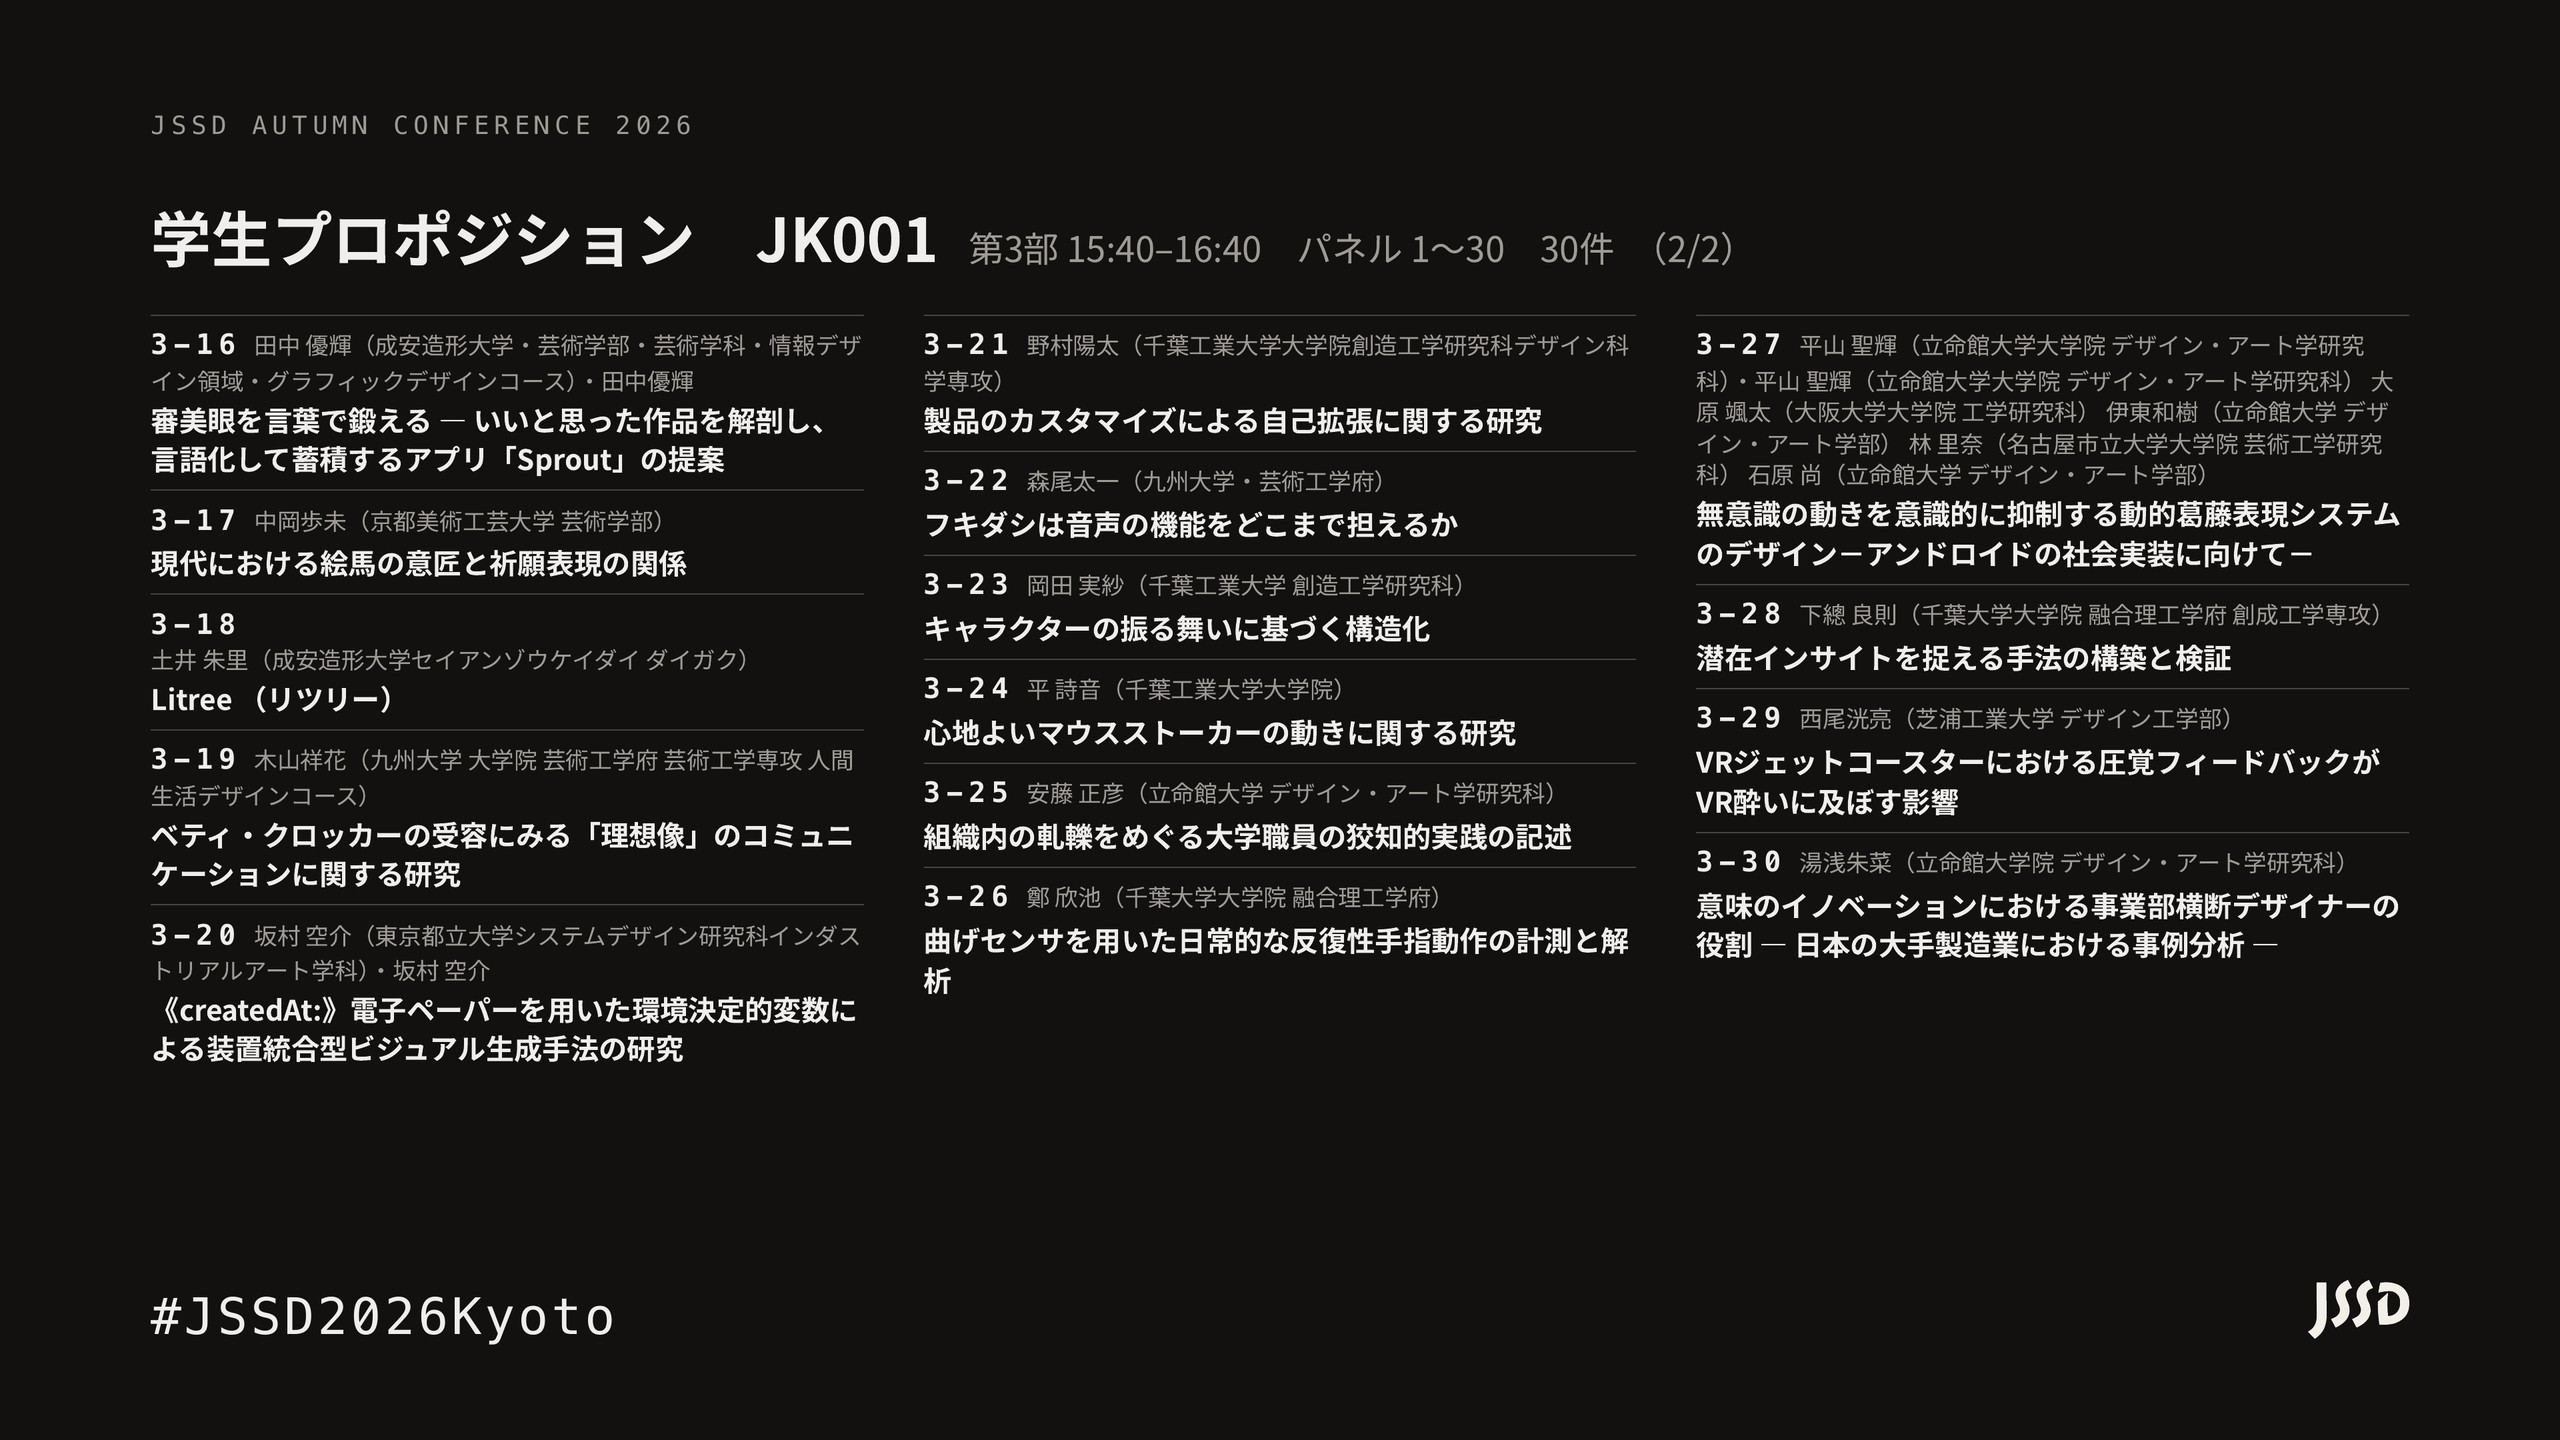 JSSD AUTUMN CONFERENCE 2026
学生プロポジション　JK001 第3部 15:40–16:40　パネル 1〜30　30件　（2/2）
3-16 田中 優輝（成安造形大学・芸術学部・芸術学科・情報デザ
イン領域・グラフィックデザインコース）・田中優輝
審美眼を言葉で鍛える ― いいと思った作品を解剖し、
言語化して蓄積するアプリ「Sprout」の提案
3-17 中岡歩未（京都美術工芸大学 芸術学部）
現代における絵馬の意匠と祈願表現の関係
3-18
土井 朱里（成安造形大学セイアンゾウケイダイ ダイガク）
Litree （リツリー）
3-19 木山祥花（九州大学 大学院 芸術工学府 芸術工学専攻 人間
生活デザインコース）
ベティ・クロッカーの受容にみる「理想像」のコミュニ
ケーションに関する研究
3-20 坂村 空介（東京都立大学システムデザイン研究科インダス
トリアルアート学科）・坂村 空介
《createdAt:》電子ペーパーを用いた環境決定的変数に
よる装置統合型ビジュアル生成手法の研究
3-21 野村陽太（千葉工業大学大学院創造工学研究科デザイン科
学専攻）
製品のカスタマイズによる自己拡張に関する研究
3-22 森尾太一（九州大学・芸術工学府）
フキダシは音声の機能をどこまで担えるか
3-23 岡田 実紗（千葉工業大学 創造工学研究科）
キャラクターの振る舞いに基づく構造化
3-24 平 詩音（千葉工業大学大学院）
心地よいマウスストーカーの動きに関する研究
3-25 安藤 正彦（立命館大学 デザイン・アート学研究科）
組織内の軋轢をめぐる大学職員の狡知的実践の記述
3-26 鄭 欣池（千葉大学大学院 融合理工学府）
曲げセンサを用いた日常的な反復性手指動作の計測と解
析
3-27 平山 聖輝（立命館大学大学院 デザイン・アート学研究
科）・平山 聖輝（立命館大学大学院 デザイン・アート学研究科） 大
原 颯太（大阪大学大学院 工学研究科） 伊東和樹（立命館大学 デザ
イン・アート学部） 林 里奈（名古屋市立大学大学院 芸術工学研究
科） 石原 尚（立命館大学 デザイン・アート学部）
無意識の動きを意識的に抑制する動的葛藤表現システム
のデザイン－アンドロイドの社会実装に向けて－
3-28 下總 良則（千葉大学大学院 融合理工学府 創成工学専攻）
潜在インサイトを捉える手法の構築と検証
3-29 西尾洸亮（芝浦工業大学 デザイン工学部）
VRジェットコースターにおける圧覚フィードバックが
VR酔いに及ぼす影響
3-30 湯浅朱菜（立命館大学院 デザイン・アート学研究科）
意味のイノベーションにおける事業部横断デザイナーの
役割 ― 日本の大手製造業における事例分析 ―
#JSSD2026Kyoto
JSSD